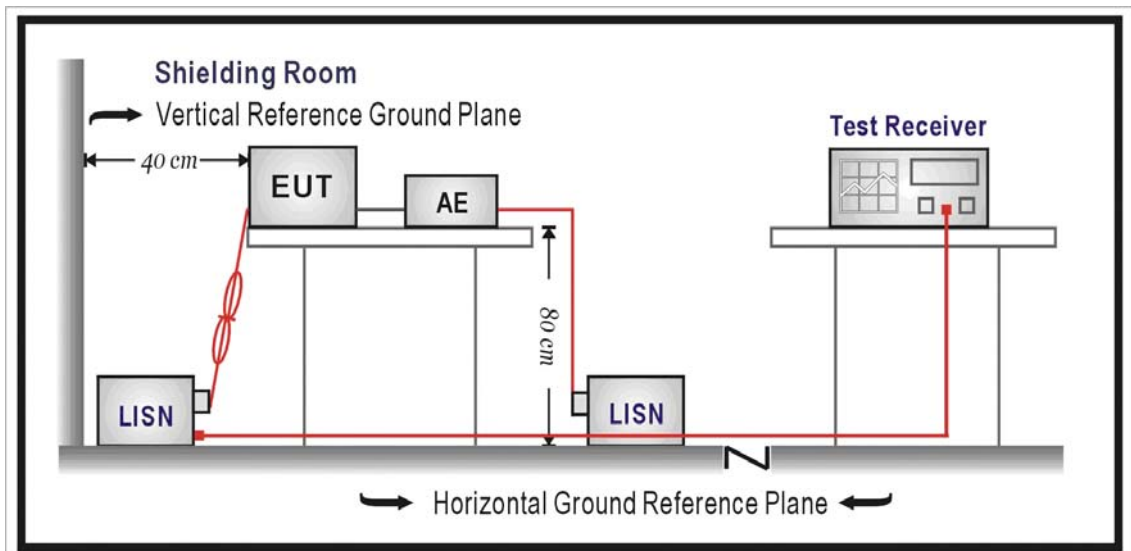 Shielding Room
Vertical Reference Ground Plane
Test Receiver
40 cm
EUT
AE
80 cm
LISN
LISN
Horizontal Ground Reference Plane